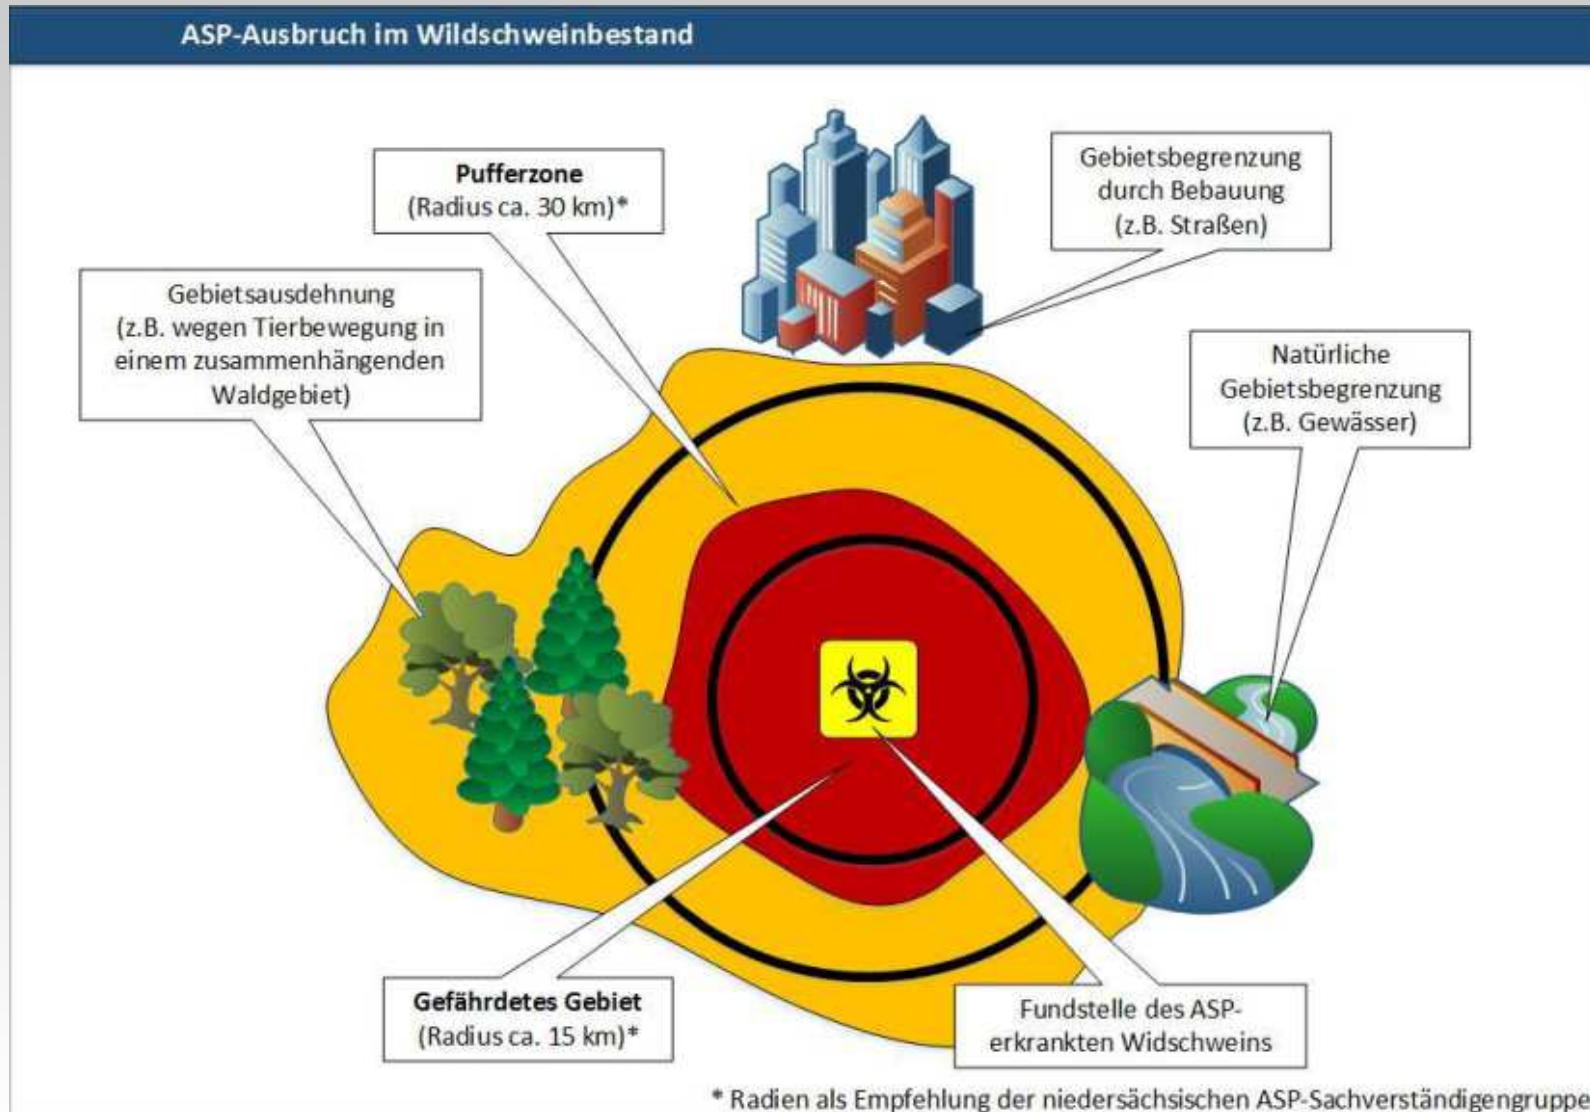 ASP-Ausbruch im Wildschweinbestand
Pufferzone
(Radius ca. 30 km)*
Gebietsbegrenzung
durch Bebauung
(z.B. Straßen)
Gebietsausdehnung
(z.B. wegen Tierbewegung in
einem zusammenhängenden
Waldgebiet)
Natürliche
Gebietsbegrenzung
(z.B. Gewässer)
Gefährdetes Gebiet
(Radius ca. 15 km)*
Fundstelle des ASP-
erkrankten Widschweins
* Radien als Empfehlung der niedersächsischen ASP-Sachverständigengruppe